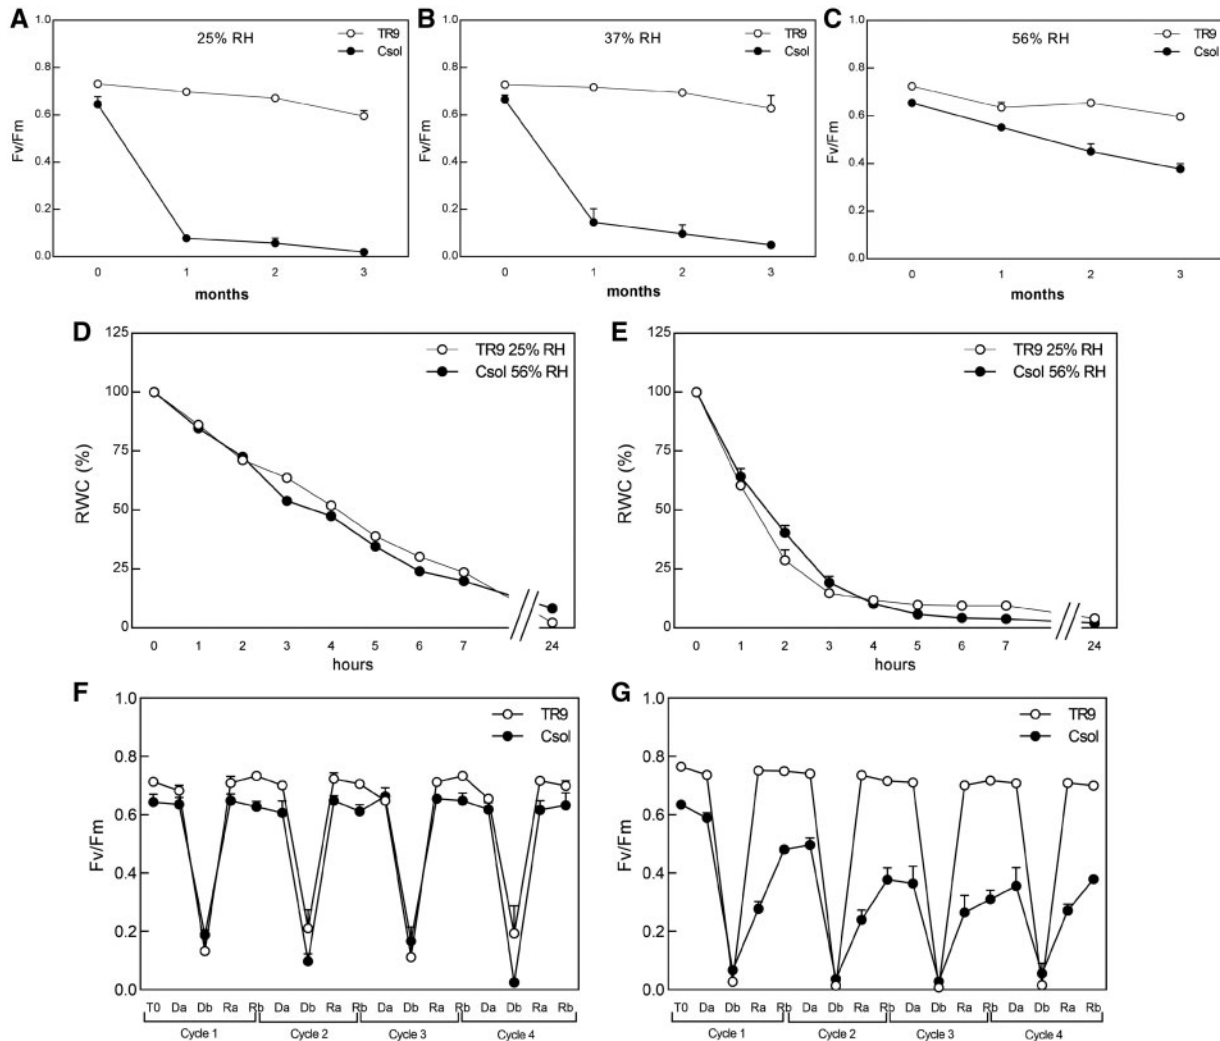 A
25% RH
TR9
Csol
1.0
0.8
0.6
0.4
0.2
0.0
Fv/Fm
0 1 2 3
months
B
37% RH
TR9
Csol
1.0
0.8
0.6
0.4
0.2
0.0
Fv/Fm
0 1 2 3
months
C
56% RH
TR9
Csol
1.0
0.8
0.6
0.4
0.2
0.0
Fv/Fm
0 1 2 3
months
D
TR9 25% RH
Csol 56% RH
125
100
75
50
25
0
RWC (%)
0 1 2 3 4 5 6 7 24
hours
E
TR9 25% RH
Csol 56% RH
125
100
75
50
25
0
RWC (%)
0 1 2 3 4 5 6 7 24
hours
F
TR9
Csol
1.0
0.8
0.6
0.4
0.2
0.0
Fv/Fm
T0 Da Db Ra Rb Da Db Ra Rb Da Db Ra Rb Da Db Ra Rb
Cycle 1 Cycle 2 Cycle 3 Cycle 4
G
TR9
Csol
1.0
0.8
0.6
0.4
0.2
0.0
Fv/Fm
T0 Da Db Ra Rb Da Db Ra Rb Da Db Ra Rb Da Db Ra Rb
Cycle 1 Cycle 2 Cycle 3 Cycle 4